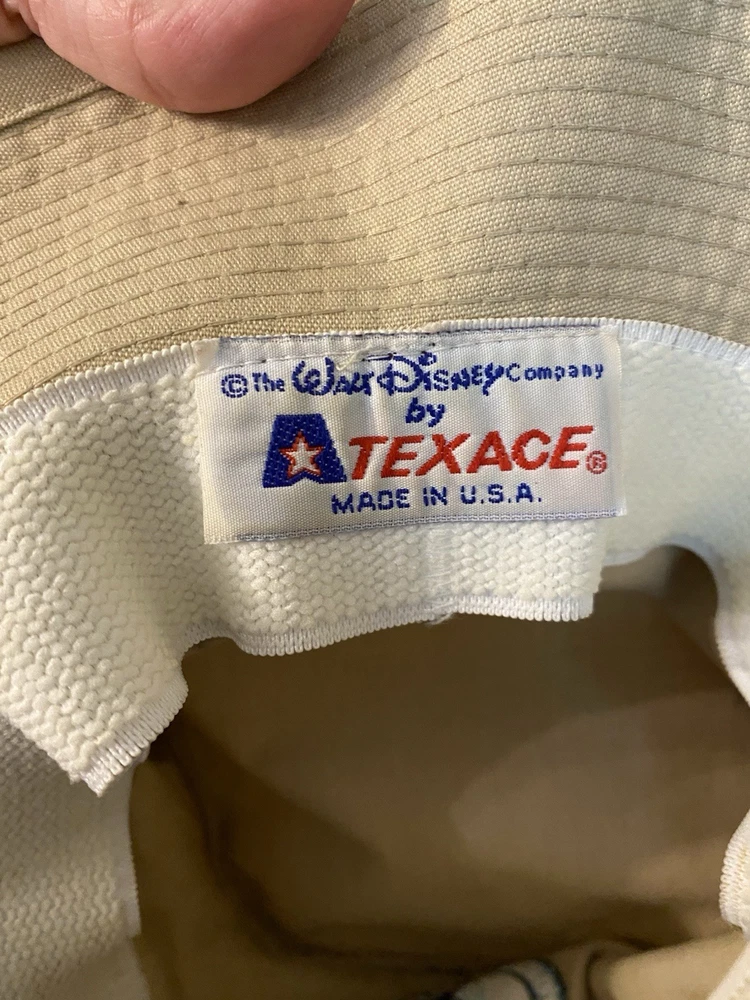 © The Walt Disney Company
by
TEXACE®
MADE IN U.S.A.